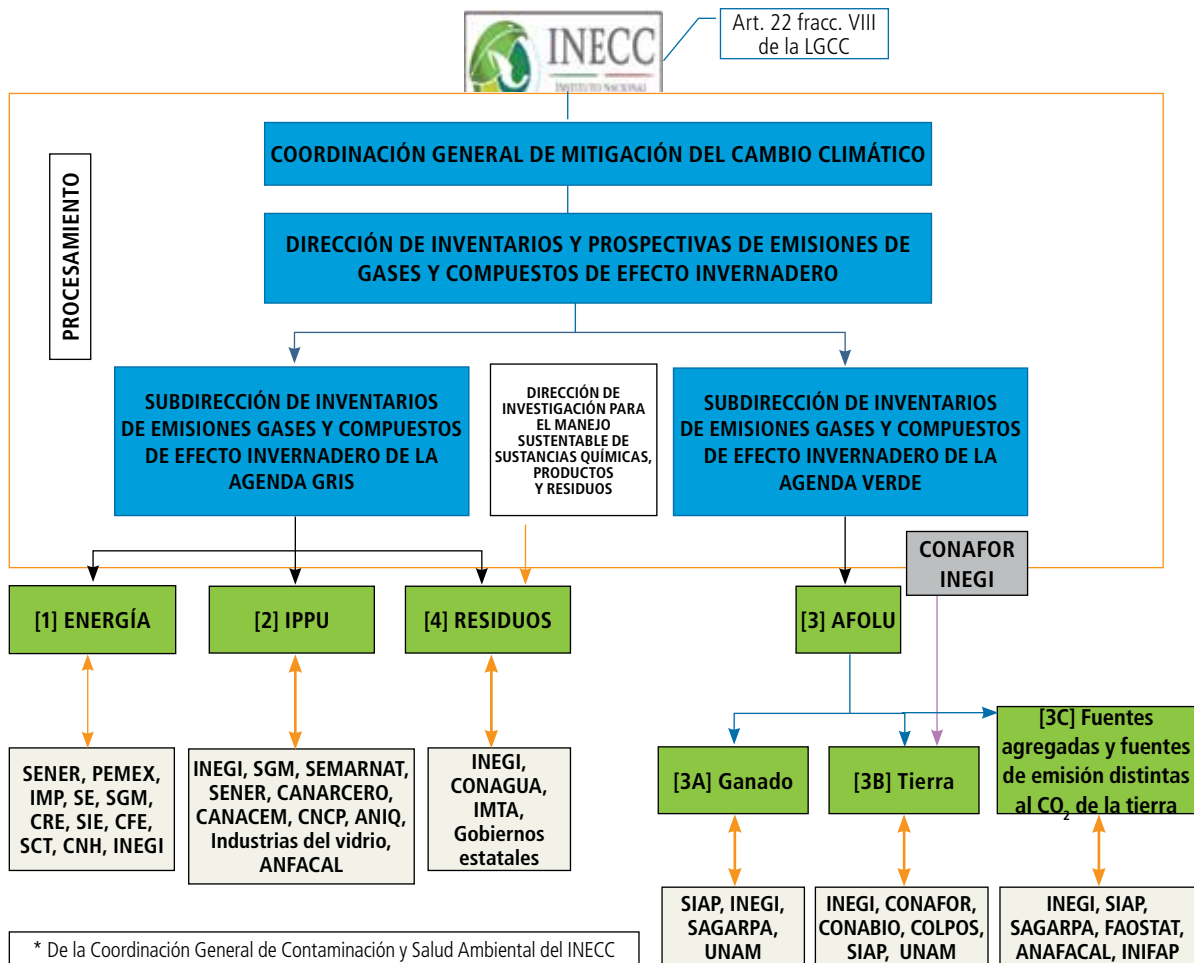 INECC
INSTITUTO NACIONAL
Art. 22 fracc. VIII
de la LGCC
PROCESAMIENTO
COORDINACIÓN GENERAL DE MITIGACIÓN DEL CAMBIO CLIMÁTICO
DIRECCIÓN DE INVENTARIOS Y PROSPECTIVAS DE EMISIONES DE
GASES Y COMPUESTOS DE EFECTO INVERNADERO
SUBDIRECCIÓN DE INVENTARIOS
DE EMISIONES GASES Y COMPUESTOS
DE EFECTO INVERNADERO DE LA
AGENDA GRIS
DIRECCIÓN DE
INVESTIGACIÓN PARA
EL MANEJO
SUSTENTABLE DE
SUSTANCIAS QUÍMICAS,
PRODUCTOS
Y RESIDUOS
SUBDIRECCIÓN DE INVENTARIOS
DE EMISIONES GASES Y COMPUESTOS
DE EFECTO INVERNADERO DE LA
AGENDA VERDE
CONAFOR
INEGI
[1] ENERGÍA
[2] IPPU
[4] RESIDUOS
[3] AFOLU
SENER, PEMEX,
IMP, SE, SGM,
CRE, SIE, CFE,
SCT, CNH, INEGI
INEGI, SGM, SEMARNAT,
SENER, CANARCERO,
CANACEM, CNCP, ANIQ,
Industrias del vidrio,
ANFACAL
INEGI,
CONAGUA,
IMTA,
Gobiernos
estatales
[3A] Ganado
[3B] Tierra
[3C] Fuentes
agregadas y fuentes
de emisión distintas
al CO₂ de la tierra
SIAP, INEGI,
SAGARPA,
UNAM
INEGI, CONAFOR,
CONABIO, COLPOS,
SIAP, UNAM
INEGI, SIAP,
SAGARPA, FAOSTAT,
ANAFACAL, INIFAP
* De la Coordinación General de Contaminación y Salud Ambiental del INECC